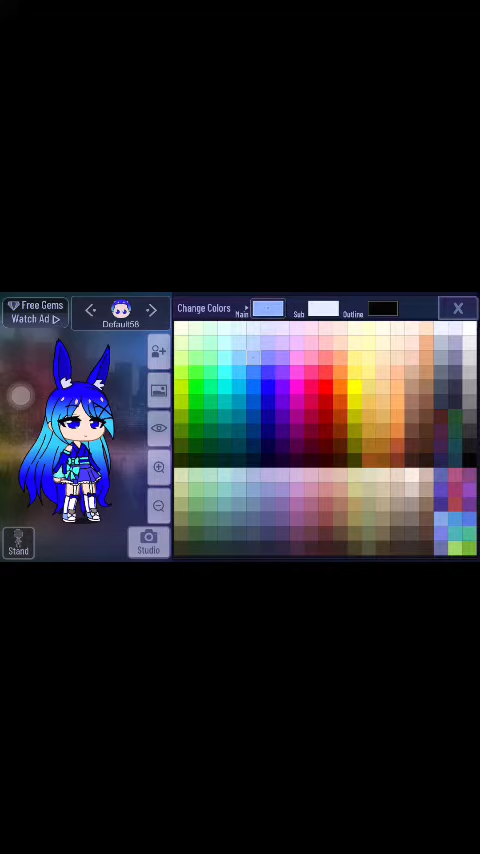 Free Gems
Watch Ad
Default58
Change Colors
Main
Sub
Outline
X
Stand
Studio